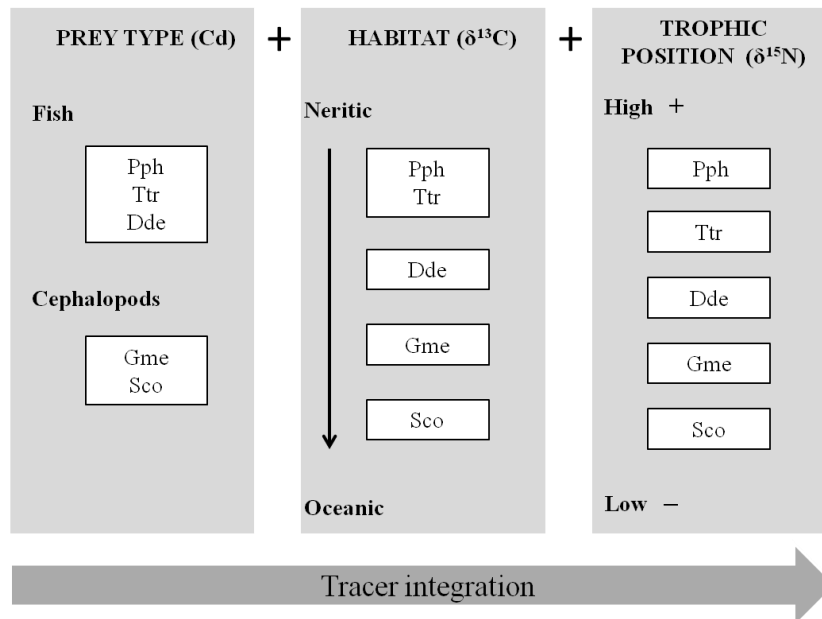 PREY TYPE (Cd)
Fish
Pph
Ttr
Dde
Cephalopods
Gme
Sco
+
HABITAT (δ¹³C)
Neritic
Pph
Ttr
Dde
Gme
Sco
Oceanic
+
TROPHIC
POSITION (δ¹⁵N)
High +
Pph
Ttr
Dde
Gme
Sco
Low −
Tracer integration